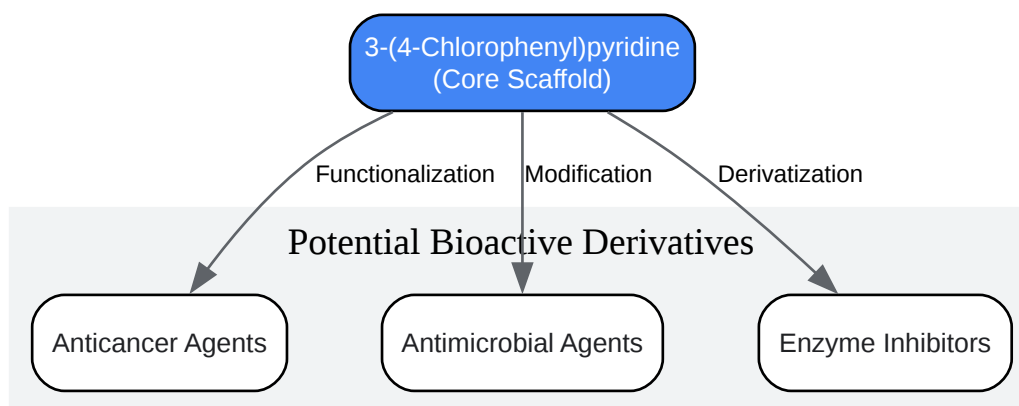 3-(4-Chlorophenyl)pyridine
(Core Scaffold)
Functionalization
Modification
Derivatization
Potential Bioactive Derivatives
Anticancer Agents
Antimicrobial Agents
Enzyme Inhibitors